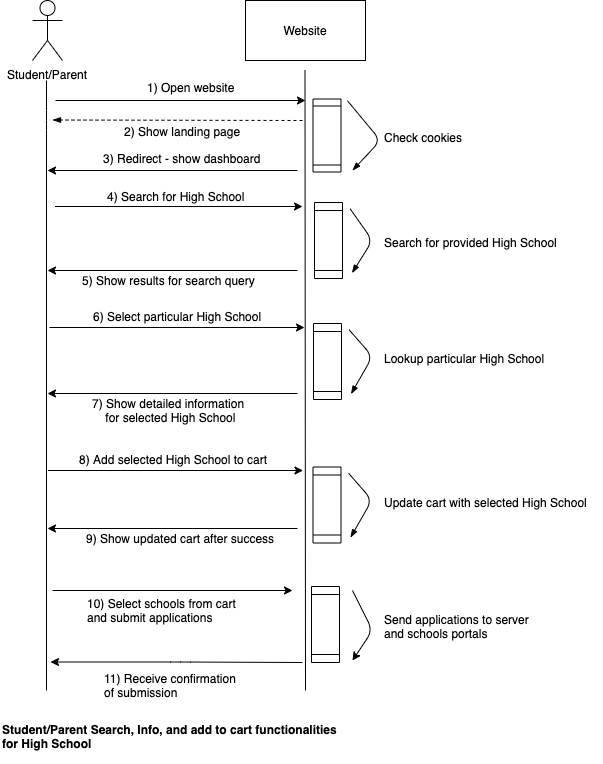 Website
Student/Parent
1) Open website
2) Show landing page
Check cookies
3) Redirect - show dashboard
4) Search for High School
Search for provided High School
5) Show results for search query
6) Select particular High School
Lookup particular High School
7) Show detailed information
for selected High School
8) Add selected High School to cart
Update cart with selected High School
9) Show updated cart after success
10) Select schools from cart
and submit applications
Send applications to server
and schools portals
11) Receive confirmation
of submission
Student/Parent Search, Info, and add to cart functionalities
for High School